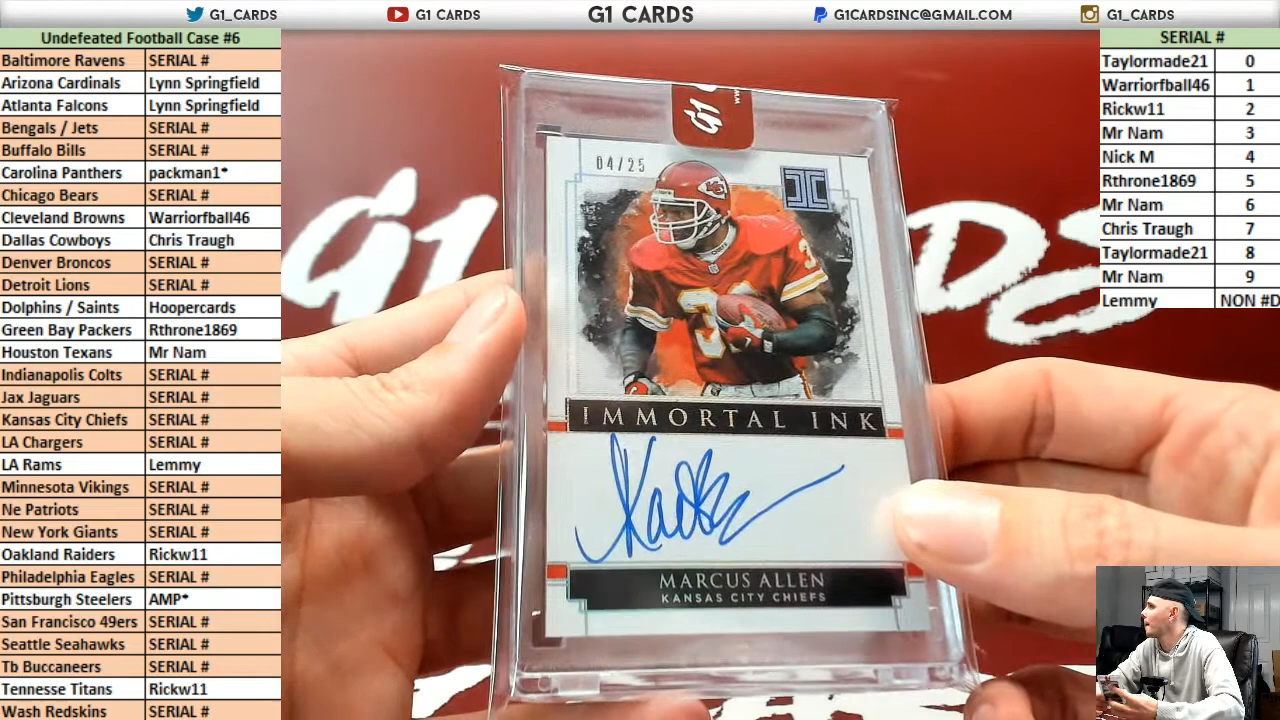 G1_CARDS
G1 CARDS
G1 CARDS
G1CARDSINC@GMAIL.COM
G1_CARDS
Undefeated Football Case #6
Baltimore Ravens SERIAL #
Arizona Cardinals Lynn Springfield
Atlanta Falcons Lynn Springfield
Bengals / Jets SERIAL #
Buffalo Bills SERIAL #
Carolina Panthers packman1*
Chicago Bears SERIAL #
Cleveland Browns Warriorfball46
Dallas Cowboys Chris Traugh
Denver Broncos SERIAL #
Detroit Lions SERIAL #
Dolphins / Saints Hoopercards
Green Bay Packers Rthrone1869
Houston Texans Mr Nam
Indianapolis Colts SERIAL #
Jax Jaguars SERIAL #
Kansas City Chiefs SERIAL #
LA Chargers SERIAL #
LA Rams Lemmy
Minnesota Vikings SERIAL #
Ne Patriots SERIAL #
New York Giants SERIAL #
Oakland Raiders Rickw11
Philadelphia Eagles SERIAL #
Pittsburgh Steelers AMP*
San Francisco 49ers SERIAL #
Seattle Seahawks SERIAL #
Tb Buccaneers SERIAL #
Tennesse Titans Rickw11
Wash Redskins SERIAL #
G1
04/25
KC
IMMORTAL INK
MARCUS ALLEN
KANSAS CITY CHIEFS
SERIAL #
Taylormade21 0
Warriorfball46 1
Rickw11 2
Mr Nam 3
Nick M 4
Rthrone1869 5
Mr Nam 6
Chris Traugh 7
Taylormade21 8
Mr Nam 9
Lemmy NON #D